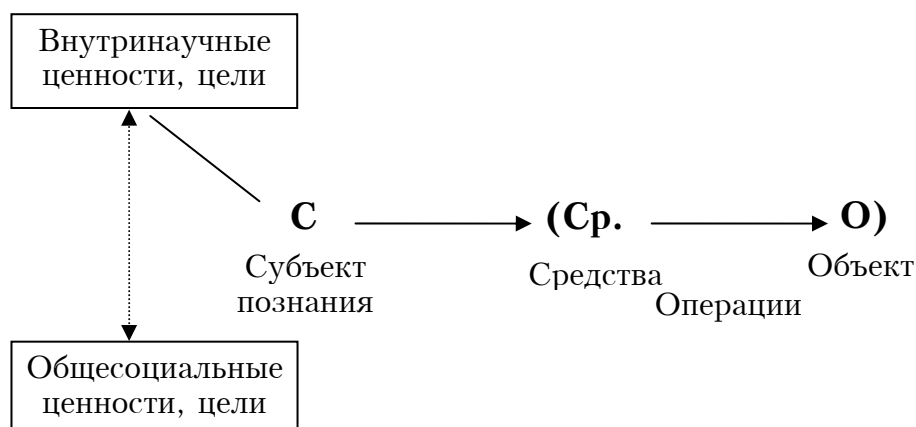 Внутринаучные
ценности, цели
С (Ср. О)
Субъект
познания
Средства
Операции
Объект
Общесоциальные
ценности, цели